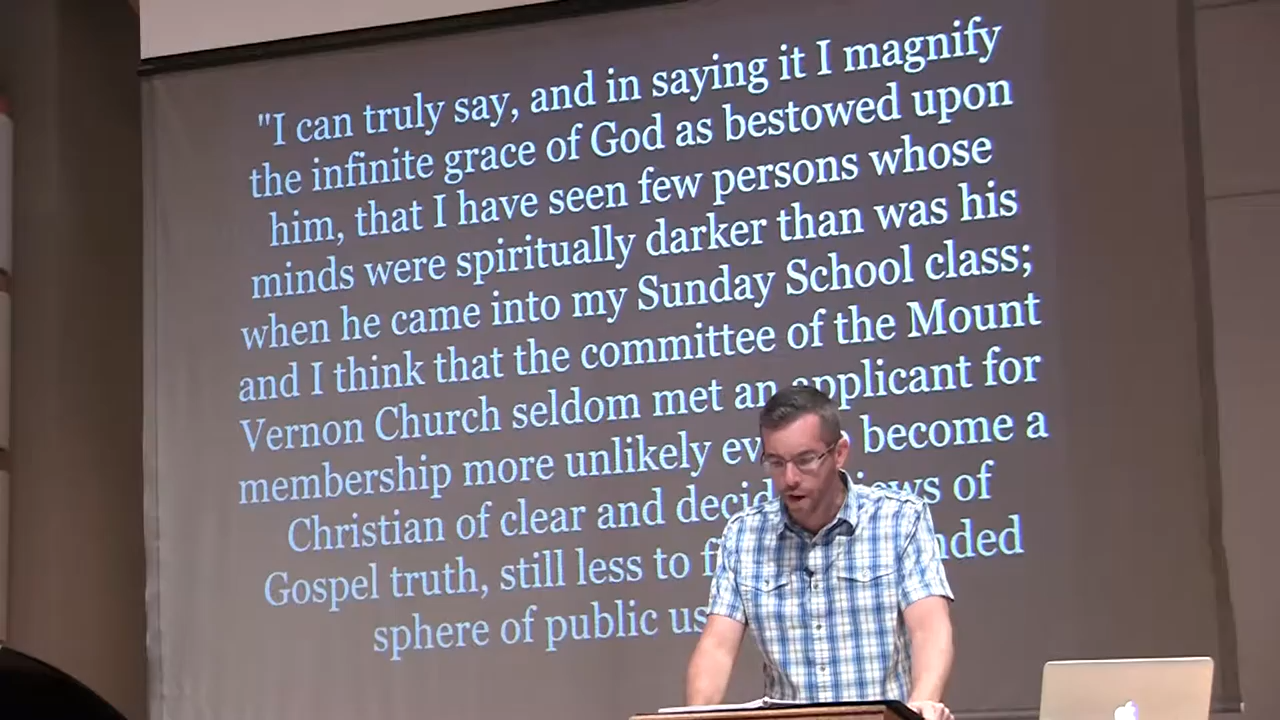 "I can truly say, and in saying it I magnify
the infinite grace of God as bestowed upon
him, that I have seen few persons whose
minds were spiritually darker than was his
when he came into my Sunday School class;
and I think that the committee of the Mount
Vernon Church seldom met an applicant for
membership more unlikely become a
Christian of clear and of
Gospel truth, still less to
sphere of public